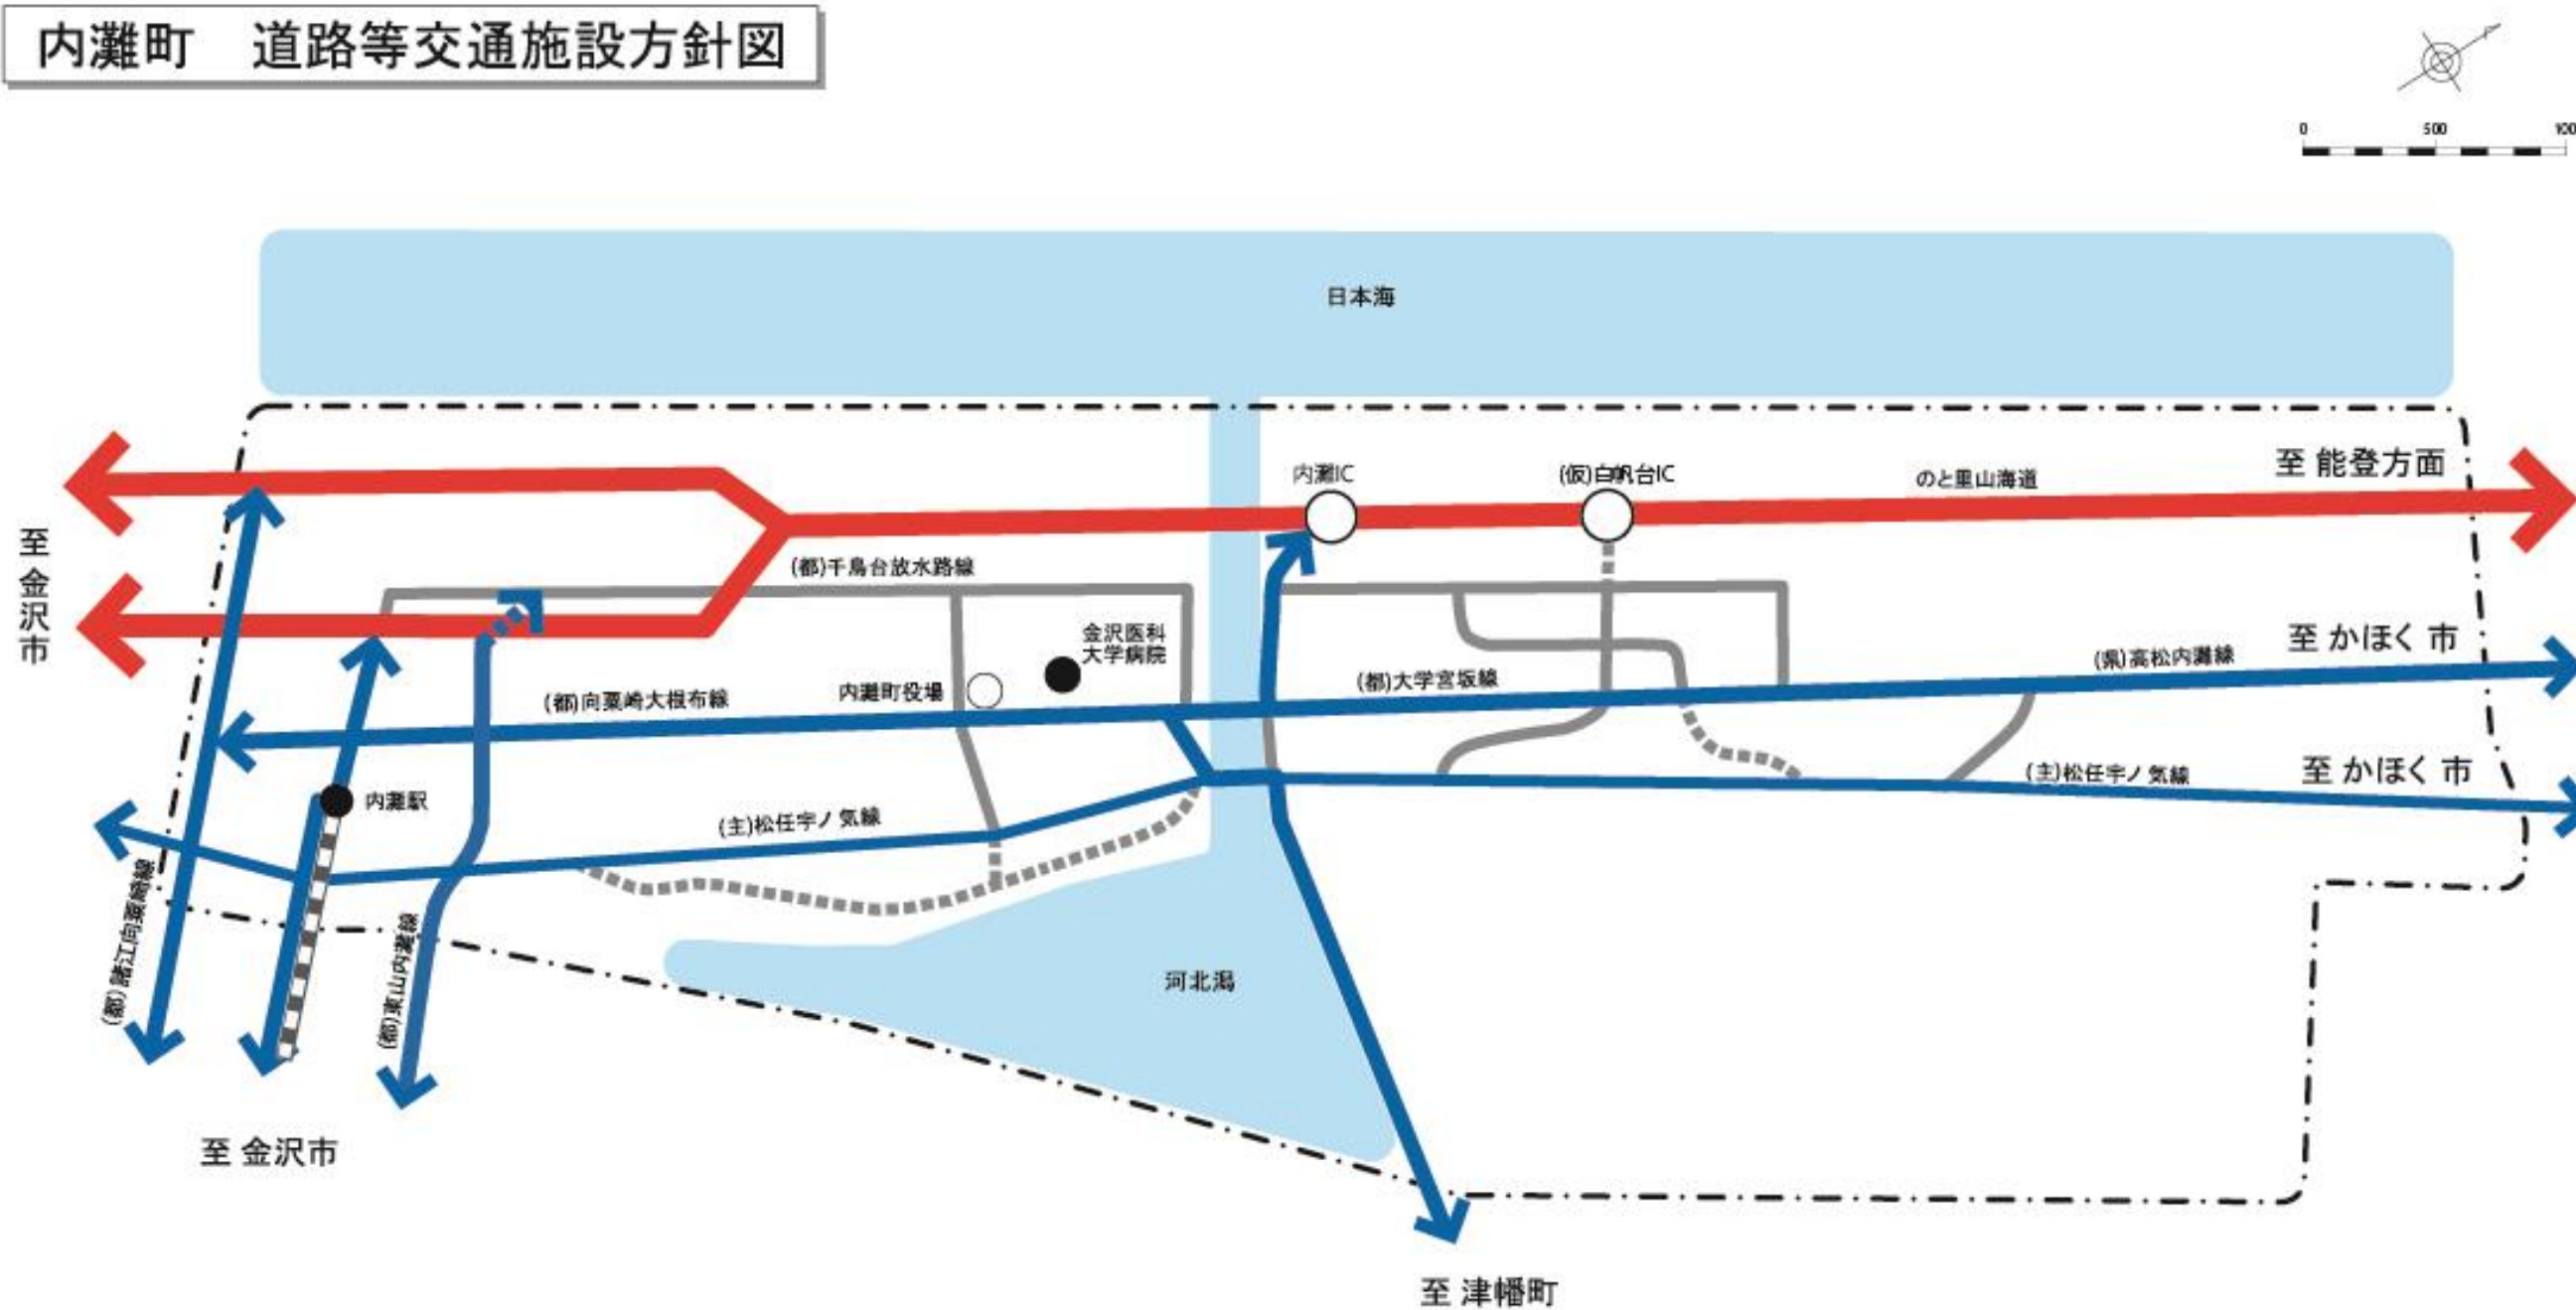 内灘町　道路等交通施設方針図
0 500 100
日本海
内灘IC
(仮)白帆台IC
のと里山海道
至 能登方面
至 金沢市
(都)千鳥台放水路線
金沢医科
大学病院
内灘町役場
(都)向粟崎大根布線
(都)大学宮坂線
(県)高松内灘線
至 かほく 市
内灘駅
(主)松任宇ノ気線
(主)松任宇ノ気線
至 かほく 市
(都)諸江向粟崎線
(都)東山内灘線
河北潟
至 金沢市
至 津幡町